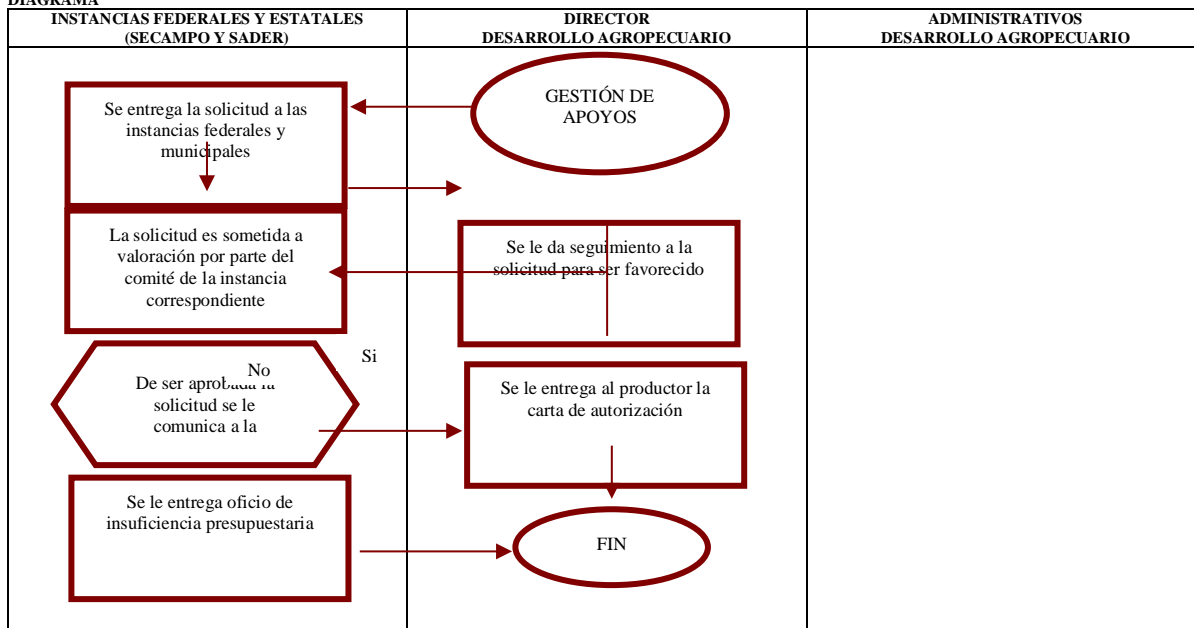 DIAGRAMA
INSTANCIAS FEDERALES Y ESTATALES
(SECAMPO Y SADER)
DIRECTOR
DESARROLLO AGROPECUARIO
ADMINISTRATIVOS
DESARROLLO AGROPECUARIO
GESTIÓN DE
APOYOS
Se entrega la solicitud a las
instancias federales y
municipales
La solicitud es sometida a
valoración por parte del
comité de la instancia
correspondiente
Se le da seguimiento a la
solicitud para ser favorecido
Si
No
De ser aprobada la
solicitud se le
comunica a la
Se le entrega al productor la
carta de autorización
Se le entrega oficio de
insuficiencia presupuestaria
FIN